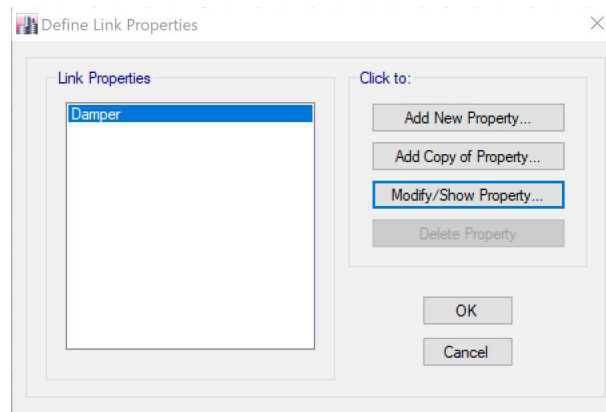 Define Link Properties
Link Properties
Damper
Click to:
Add New Property...
Add Copy of Property...
Modify/Show Property...
Delete Property
OK
Cancel